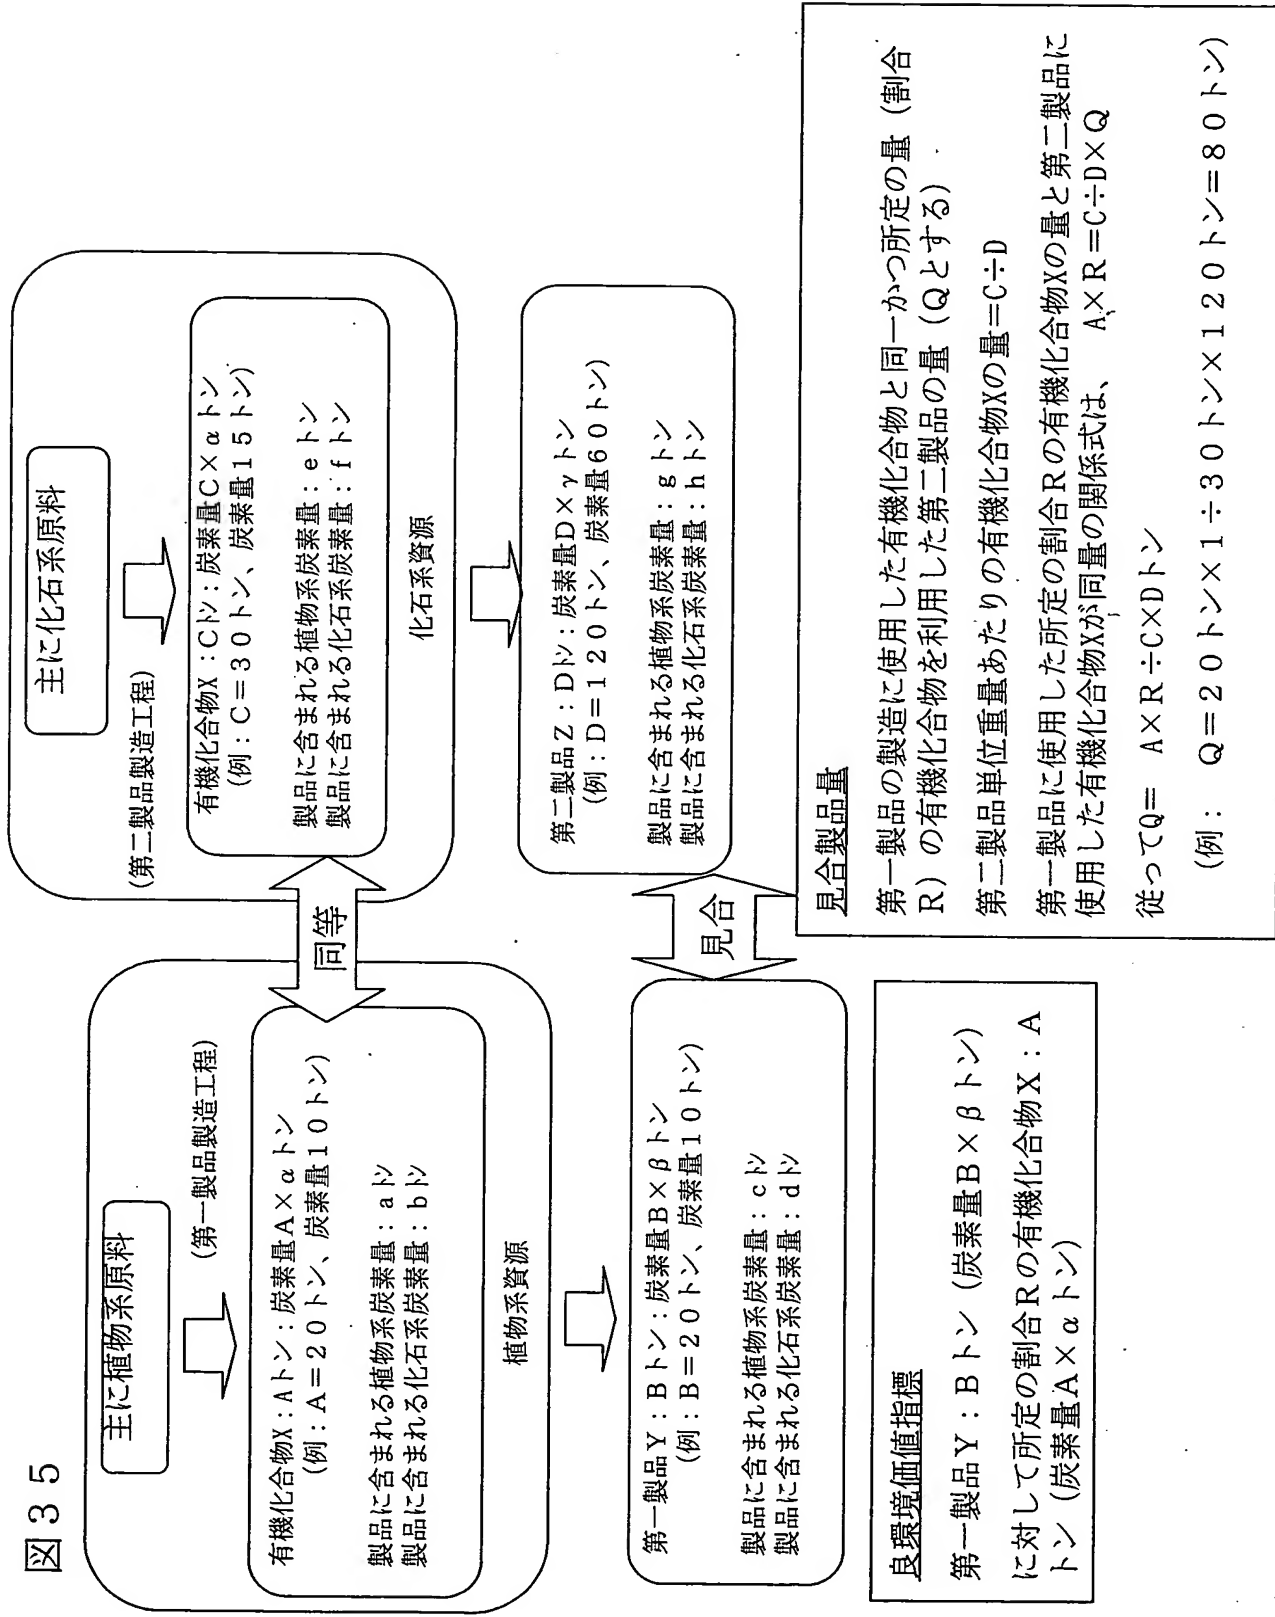 図３５
主に植物系原料
(第一製品製造工程)
有機化合物X：Aトン：炭素量A×αトン
(例：A＝２０トン、炭素量１０トン)
製品に含まれる植物系炭素量：aトン
製品に含まれる化石系炭素量：bトン
植物系資源
第一製品Y：Bトン：炭素量B×βトン
(例：B＝２０トン、炭素量１０トン)
製品に含まれる植物系炭素量：cトン
製品に含まれる化石系炭素量：dトン
同等
見合
主に化石系原料
(第二製品製造工程)
有機化合物X：Cトン：炭素量C×αトン
(例：C＝３０トン、炭素量１５トン)
製品に含まれる植物系炭素量：eトン
製品に含まれる化石系炭素量：fトン
化石系資源
第二製品Z：Dトン：炭素量D×γトン
(例：D＝１２０トン、炭素量６０トン)
製品に含まれる植物系炭素量：gトン
製品に含まれる化石系炭素量：hトン
良環境価値指標
第一製品Y：Bトン（炭素量B×βトン）
に対して所定の割合Rの有機化合物X：A
トン（炭素量A×αトン）
見合製品量
第一製品の製造に使用した有機化合物と同一かつ所定の量（割合
R）の有機化合物を利用した第二製品の量（Qとする）
第二製品単位重量あたりの有機化合物Xの量＝C÷D
第一製品に使用した所定の割合Rの有機化合物Xの量と第二製品に
使用した有機化合物Xが同量の関係式は、 A×R＝C÷D×Q
従ってQ＝ A×R÷C×Dトン
(例： Q＝２０トン×１÷３０トン×１２０トン＝８０トン)